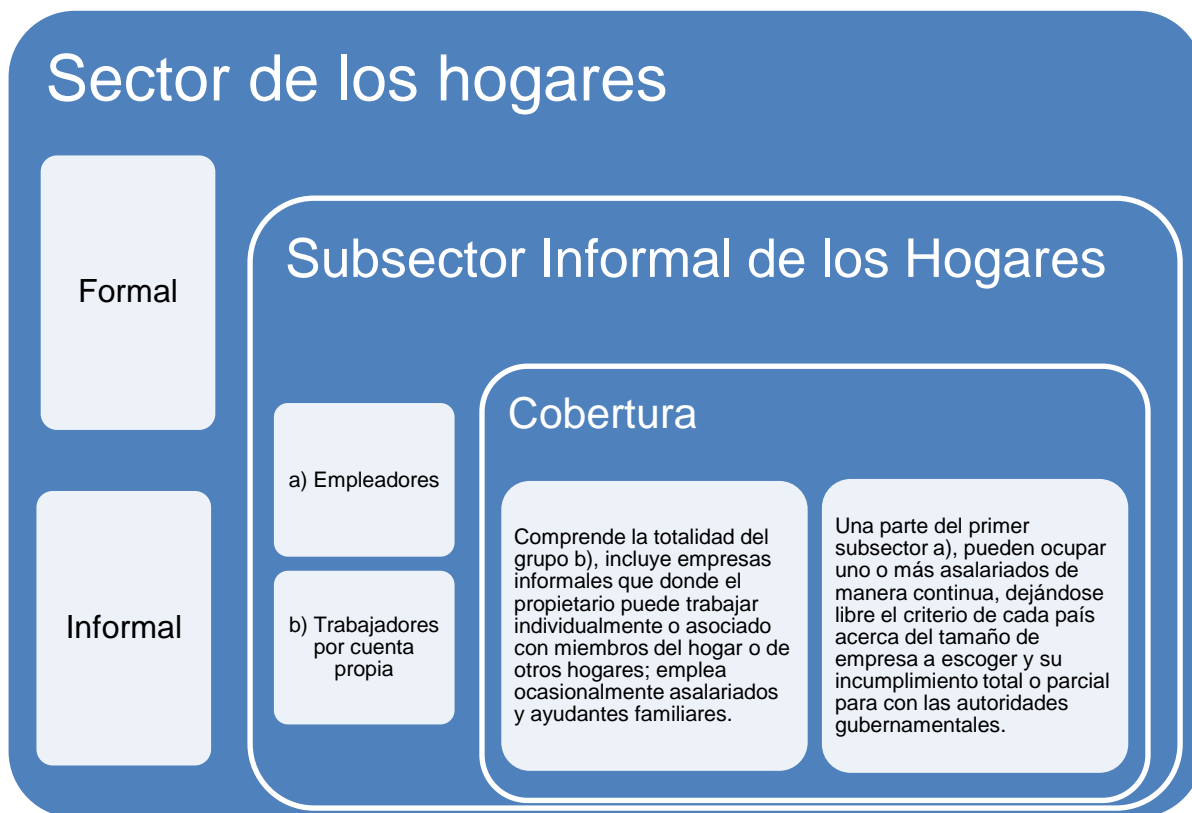 Sector de los hogares
Formal
Informal
Subsector Informal de los Hogares
a) Empleadores
b) Trabajadores
por cuenta
propia
Cobertura
Comprende la totalidad del
grupo b), incluye empresas
informales que donde el
propietario puede trabajar
individualmente o asociado
con miembros del hogar o de
otros hogares; emplea
ocasionalmente asalariados
y ayudantes familiares.
Una parte del primer
subsector a), pueden ocupar
uno o más asalariados de
manera continua, dejándose
libre el criterio de cada país
acerca del tamaño de
empresa a escoger y su
incumplimiento total o parcial
para con las autoridades
gubernamentales.